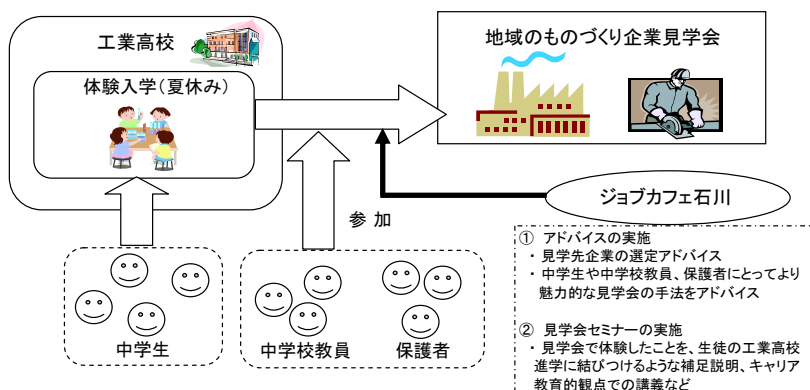 工業高校
体験入学(夏休み)
地域のものづくり企業見学会
ジョブカフェ石川
参 加
中学生
中学校教員
保護者
① アドバイスの実施
・ 見学先企業の選定アドバイス
・ 中学生や中学校教員、保護者にとってより
魅力的な見学会の手法をアドバイス
② 見学会セミナーの実施
・ 見学会で体験したことを、生徒の工業高校
進学に結びつけるような補足説明、キャリア
教育的観点での講義など